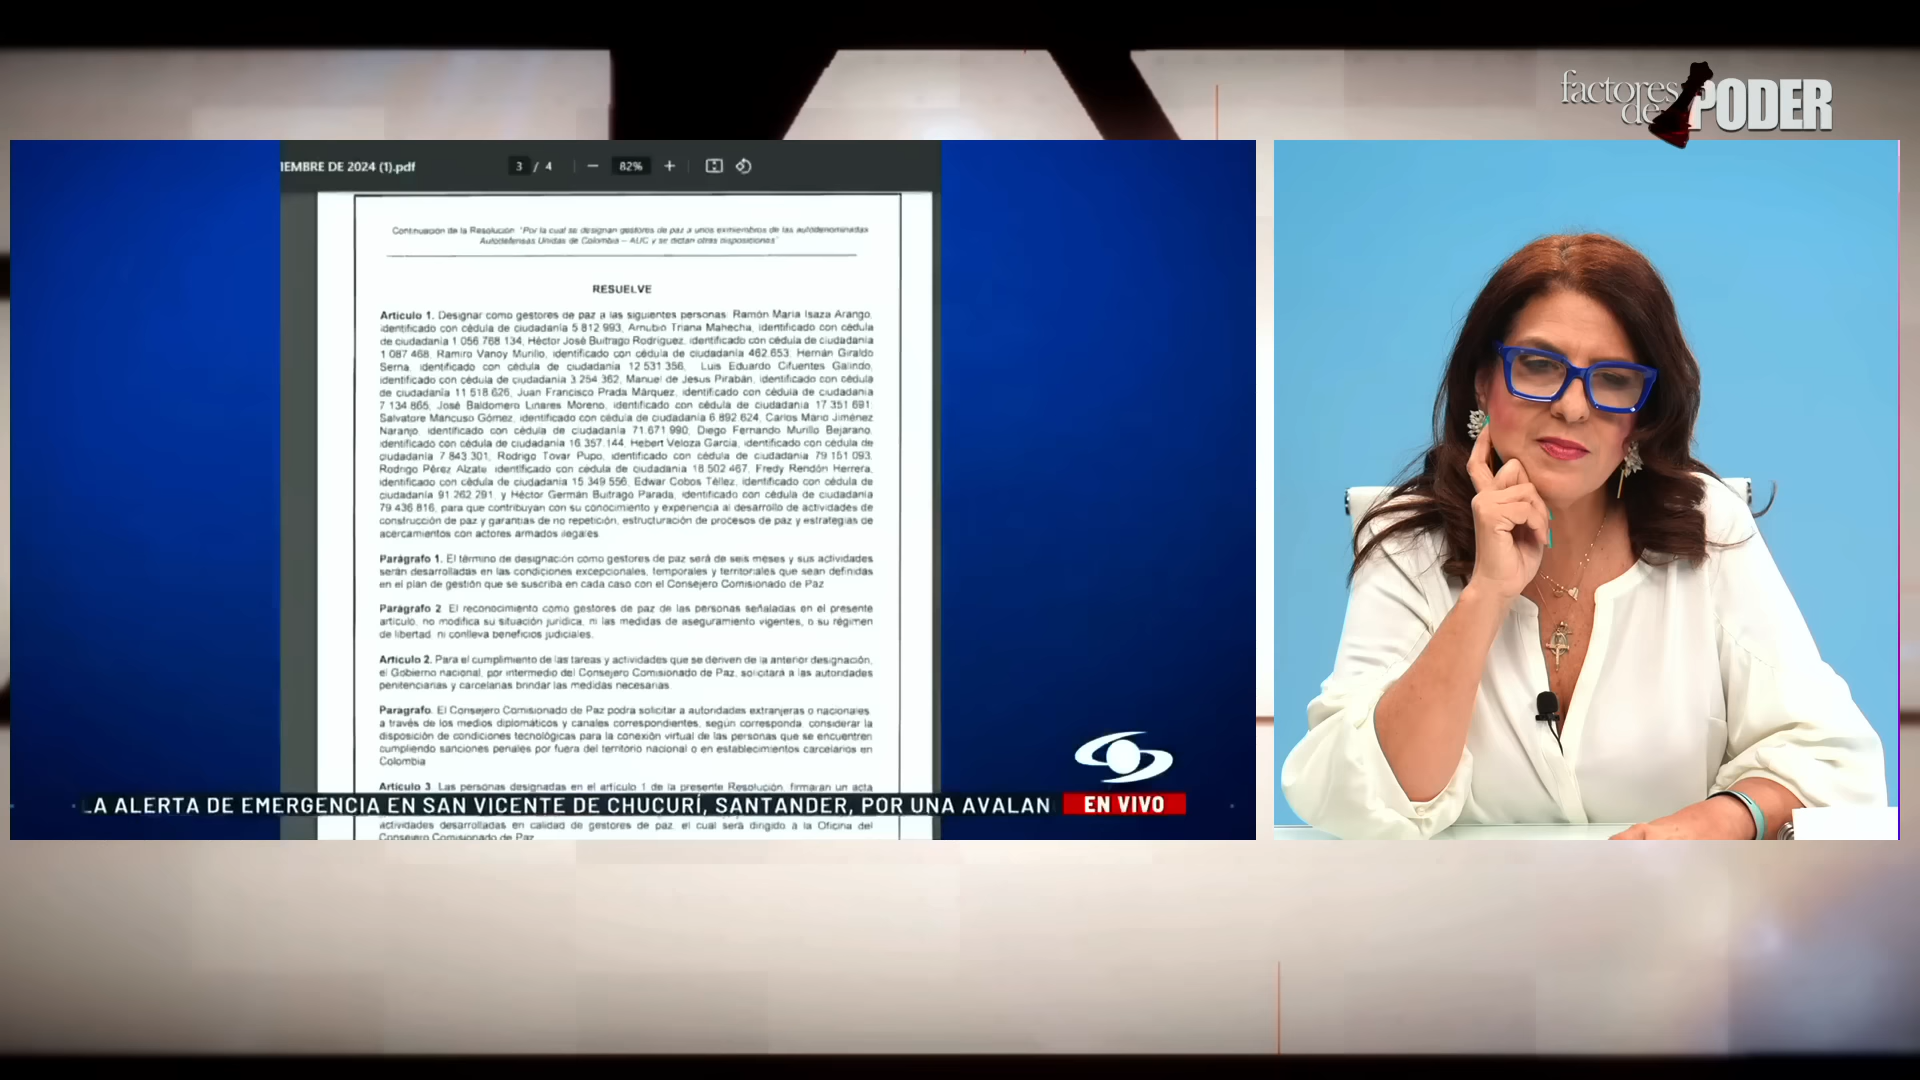 factores
de PODER
IEMBRE DE 2024 (1).pdf
3 / 4
82%
Continuación de la Resolución "Por la cual se designan gestores de paz a unos exmiembros de las autodenominadas
Autodefensas Unidas de Colombia – AUC y se dictan otras disposiciones"
RESUELVE
Artículo 1. Designar como gestores de paz a las siguientes personas: Ramón María Isaza Arango,
identificado con cédula de ciudadanía 5 812 993, Arnubio Triana Mahecha, identificado con cédula
de ciudadanía 1 056 768 134, Héctor José Buitrago Rodríguez, identificado con cédula de ciudadanía
1 087 468, Ramiro Vanoy Murillo, identificado con cédula de ciudadanía 462.653, Hernán Giraldo
Serna, identificado con cédula de ciudadanía 12 531 356, Luis Eduardo Cifuentes Galindo,
identificado con cédula de ciudadanía 3 254 362, Manuel de Jesus Pirabán, identificado con cédula
de ciudadanía 11 518 626, Juan Francisco Prada Márquez, identificado con cédula de ciudadanía
7 134 865, José Baldomero Linares Moreno, identificado con cédula de ciudadanía 17 351 691;
Salvatore Mancuso Gómez, identificado con cédula de ciudadanía 6 892 624, Carlos Mario Jiménez
Naranjo, identificado con cédula de ciudadanía 71.671 990, Diego Fernando Murillo Bejarano,
identificado con cédula de ciudadanía 16 357 144, Hebert Veloza García, identificado con cédula de
ciudadanía 7 843 301, Rodrigo Tovar Pupo, identificado con cédula de ciudadanía 79 151 093,
Rodrigo Pérez Alzate identificado con cédula de ciudadanía 18 502 467, Fredy Rendón Herrera,
identificado con cédula de ciudadanía 15 349 556, Edwar Cobos Téllez, identificado con cédula de
ciudadanía 91 262 291, y Héctor Germán Buitrago Parada, identificado con cédula de ciudadanía
79 436 816, para que contribuyan con su conocimiento y experiencia al desarrollo de actividades de
construcción de paz y garantías de no repetición, estructuración de procesos de paz y estrategias de
acercamientos con actores armados ilegales
Parágrafo 1. El término de designación como gestores de paz será de seis meses y sus actividades
serán desarrolladas en las condiciones excepcionales, temporales y territoriales que sean definidas
en el plan de gestión que se suscriba en cada caso con el Consejero Comisionado de Paz
Parágrafo 2 El reconocimiento como gestores de paz de las personas señaladas en el presente
artículo, no modifica su situación jurídica, ni las medidas de aseguramiento vigentes, o su régimen
de libertad, ni conlleva beneficios judiciales.
Artículo 2. Para el cumplimiento de las tareas y actividades que se deriven de la anterior designación,
el Gobierno nacional, por intermedio del Consejero Comisionado de Paz, solicitará a las autoridades
penitenciarias y carcelarias brindar las medidas necesarias
Parágrafo. El Consejero Comisionado de Paz podrá solicitar a autoridades extranjeras o nacionales
a través de los medios diplomáticos y canales correspondientes, según corresponda, considerar la
disposición de condiciones tecnológicas para la conexión virtual de las personas que se encuentren
cumpliendo sanciones penales por fuera del territorio nacional o en establecimientos carcelarios en
Colombia
Artículo 3 Las personas designadas en el artículo 1 de la presente Resolución, firmarán un acta
LA ALERTA DE EMERGENCIA EN SAN VICENTE DE CHUCURÍ, SANTANDER, POR UNA AVALAN
EN VIVO
actividades desarrolladas en calidad de gestores de paz, el cual será dirigido a la Oficina del
Consejero Comisionado de Paz